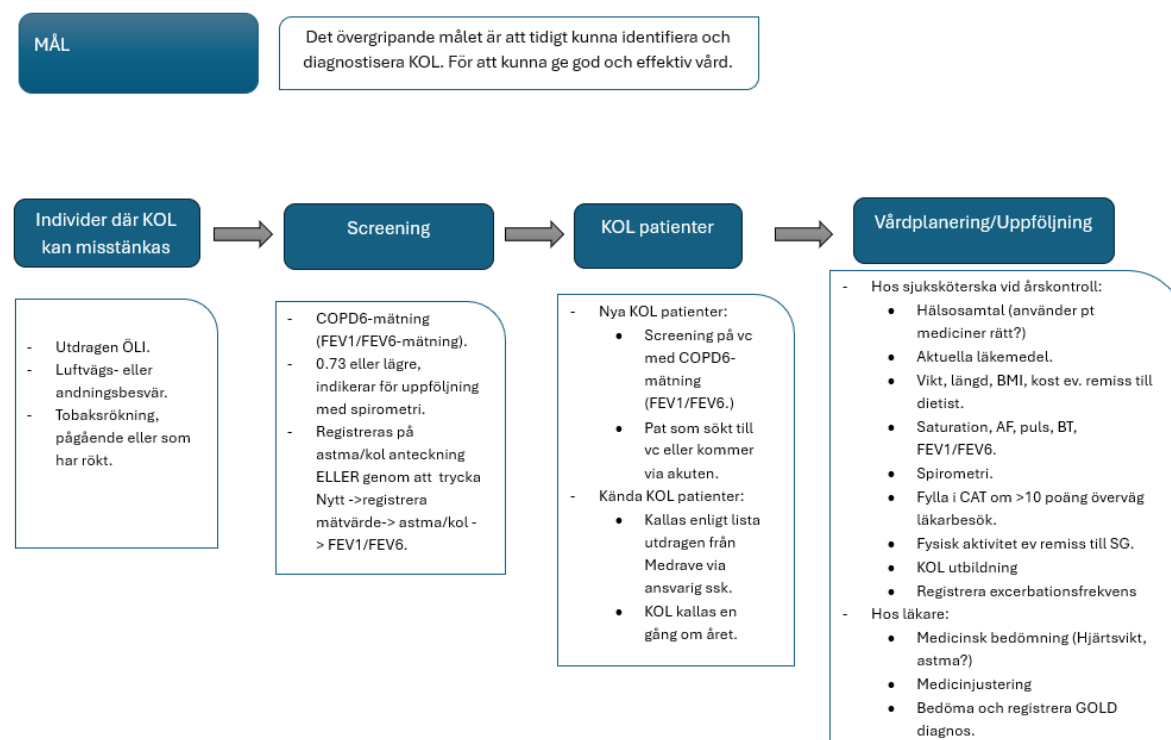 MÅL
Det övergripande målet är att tidigt kunna identifiera och
diagnostisera KOL. För att kunna ge god och effektiv vård.
Individer där KOL
kan misstänkas
- Utdragen ÖLI.
- Luftvägs- eller
andningsbesvär.
- Tobaksrökning,
pågående eller som
har rökt.
Screening
- COPD6-mätning
(FEV1/FEV6-mätning).
- 0.73 eller lägre,
indikerar för uppföljning
med spirometri.
- Registreras på
astma/kol anteckning
ELLER genom att trycka
Nytt ->registrera
mätvärde-> astma/kol -
> FEV1/FEV6.
KOL patienter
- Nya KOL patienter:
• Screening på vc
med COPD6-
mätning
(FEV1/FEV6.)
• Pat som sökt till
vc eller kommer
via akuten.
- Kända KOL patienter:
• Kallas enligt lista
utdragen från
Medrave via
ansvarig ssk.
• KOL kallas en
gång om året.
Vårdplanering/Uppföljning
- Hos sjuksköterska vid årskontroll:
• Hälsosamtal (använder pt
mediciner rätt?)
• Aktuella läkemedel.
• Vikt, längd, BMI, kost ev. remiss till
dietist.
• Saturation, AF, puls, BT,
FEV1/FEV6.
• Spirometri.
• Fylla i CAT om >10 poäng överväg
läkarbesök.
• Fysisk aktivitet ev remiss till SG.
• KOL utbildning
• Registrera excerbationsfrekvens
- Hos läkare:
• Medicinsk bedömning (Hjärtsvikt,
astma?)
• Medicinjustering
• Bedöma och registrera GOLD
diagnos.